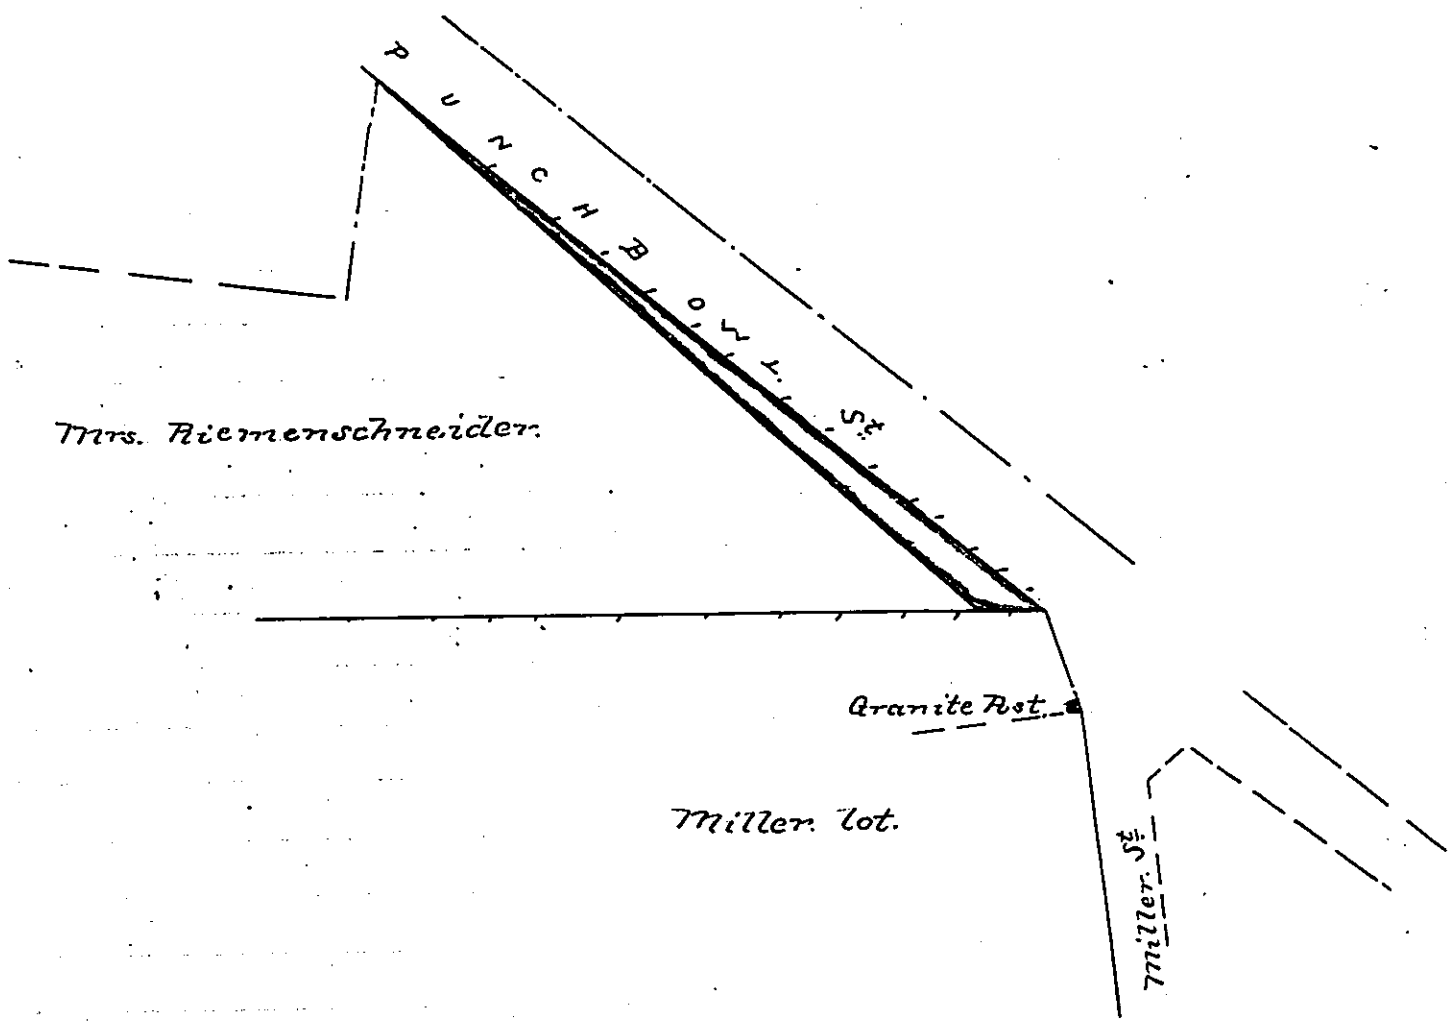 PUNCHBOWL. St.
Mrs. Riemenschneider.
Granite Post
Miller. lot.
Miller. St.